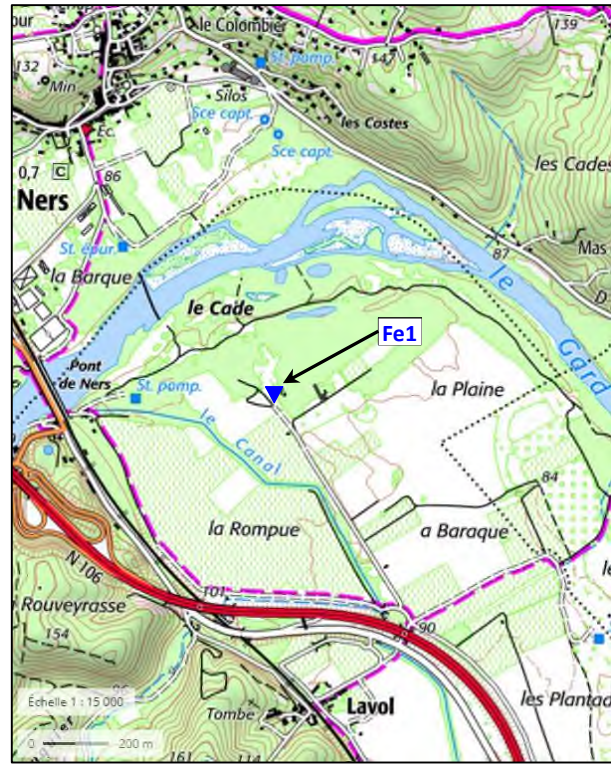 our
le Colombier
139
147
132
Min
St. pomp.
Silos
Ec.
Sce capt.
les Costes
Sce capt.
les Cades
0,7 C
86
Ners
St. épur.
87
Mas
la Barque
le
Gard
le Cade
Fe1
Pont
de Ners
St. pomp.
la Plaine
le Canal
84
la Rompue
a Baraque
N 106
101
Rouveyrasse
90
154
Échelle 1 : 15 000
Lavol
les Plantad
Tombe
0 200 m
161
114